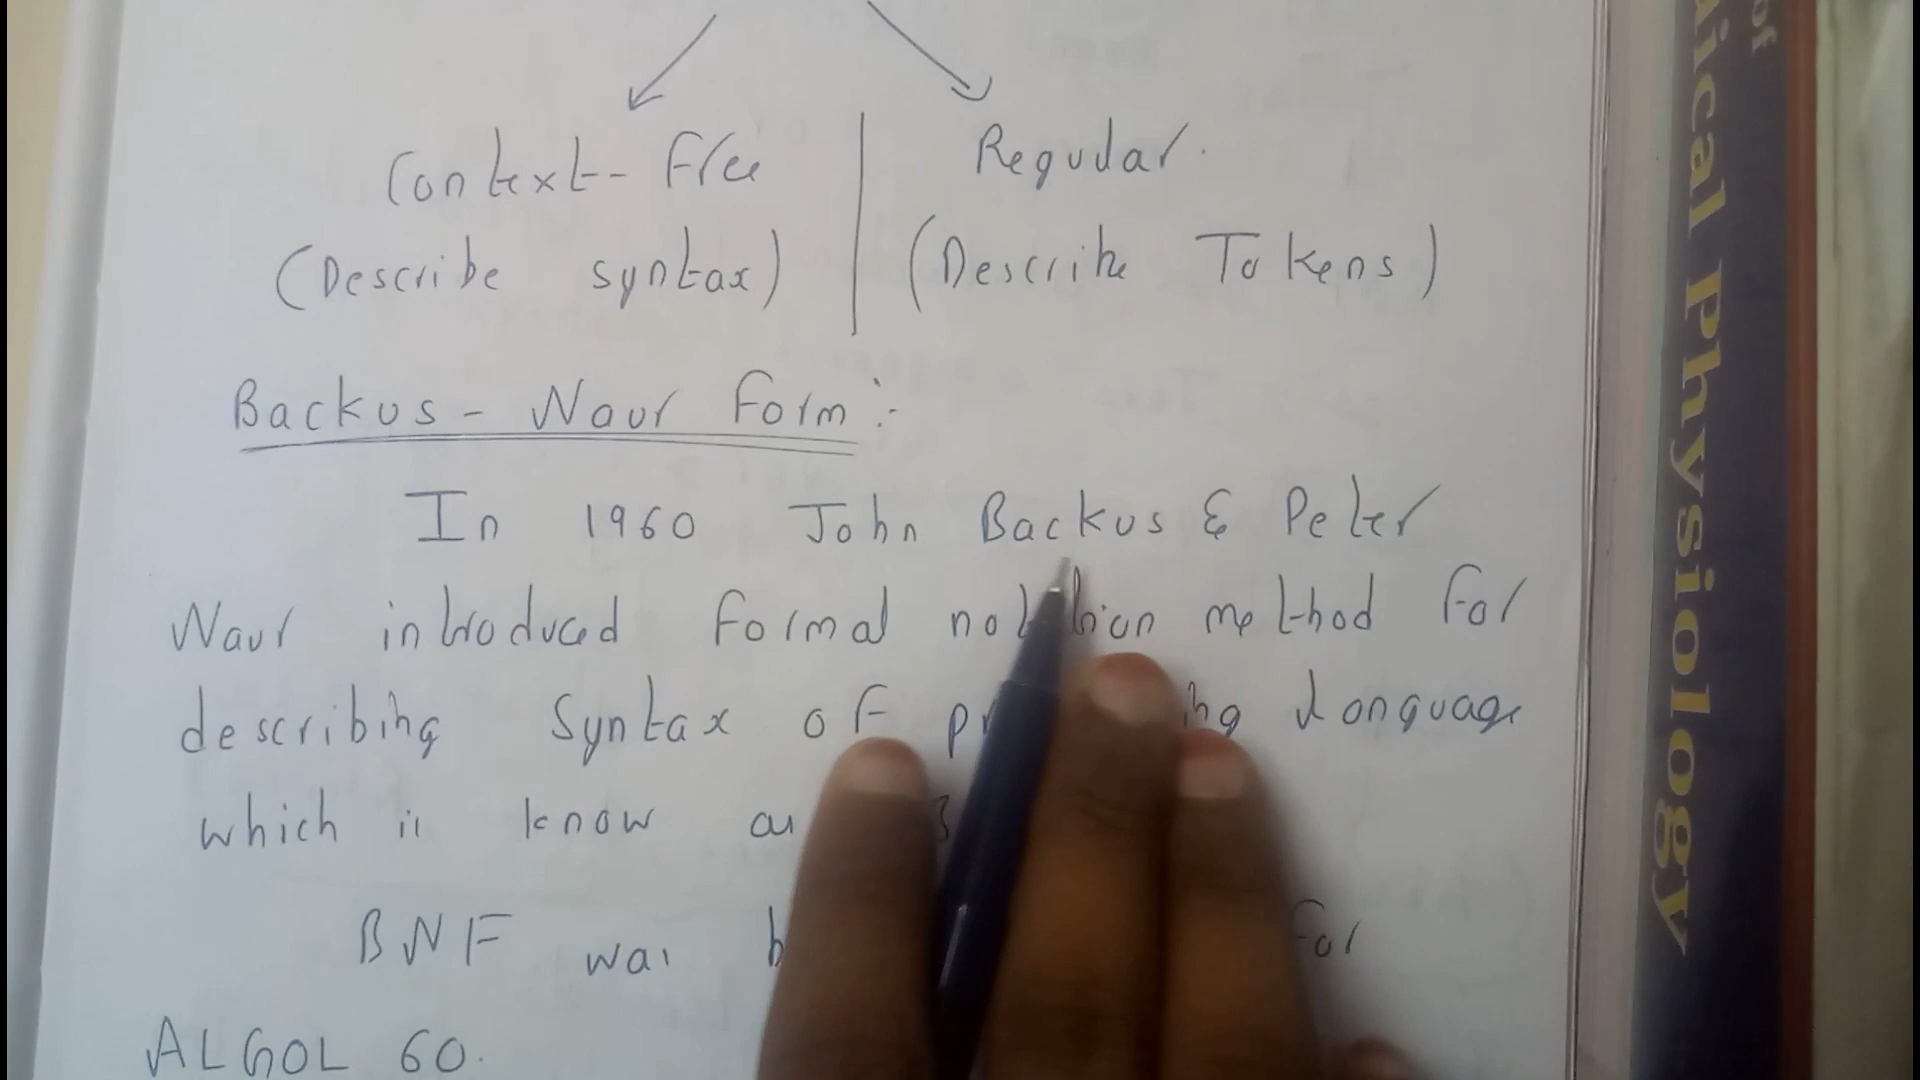 Context-Free | Regular.
(Describe syntax) | (Describe Tokens)
Backus-Naur Form:-
In 1960 John Backus & Peter
Naur introduced Formal method For
describing Syntax of language
which is know as
BNF was For
ALGOL 60.
of
Physiology